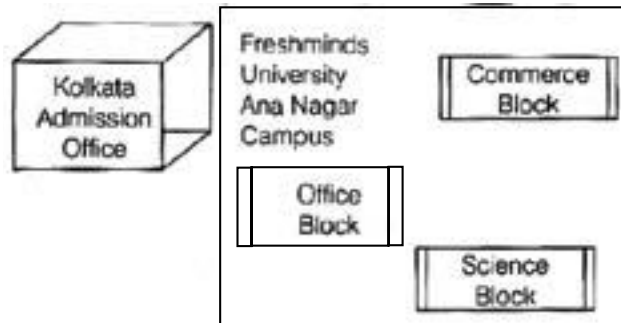 Kolkata
Admission
Office
Freshminds
University
Ana Nagar
Campus
Commerce
Block
Office
Block
Science
Block